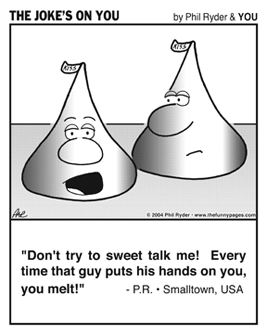 THE JOKE'S ON YOU by Phil Ryder & YOU
KISS
KISS
© 2004 Phil Ryder · www.thefunnypages.com
"Don't try to sweet talk me! Every
time that guy puts his hands on you,
you melt!" - P.R. • Smalltown, USA